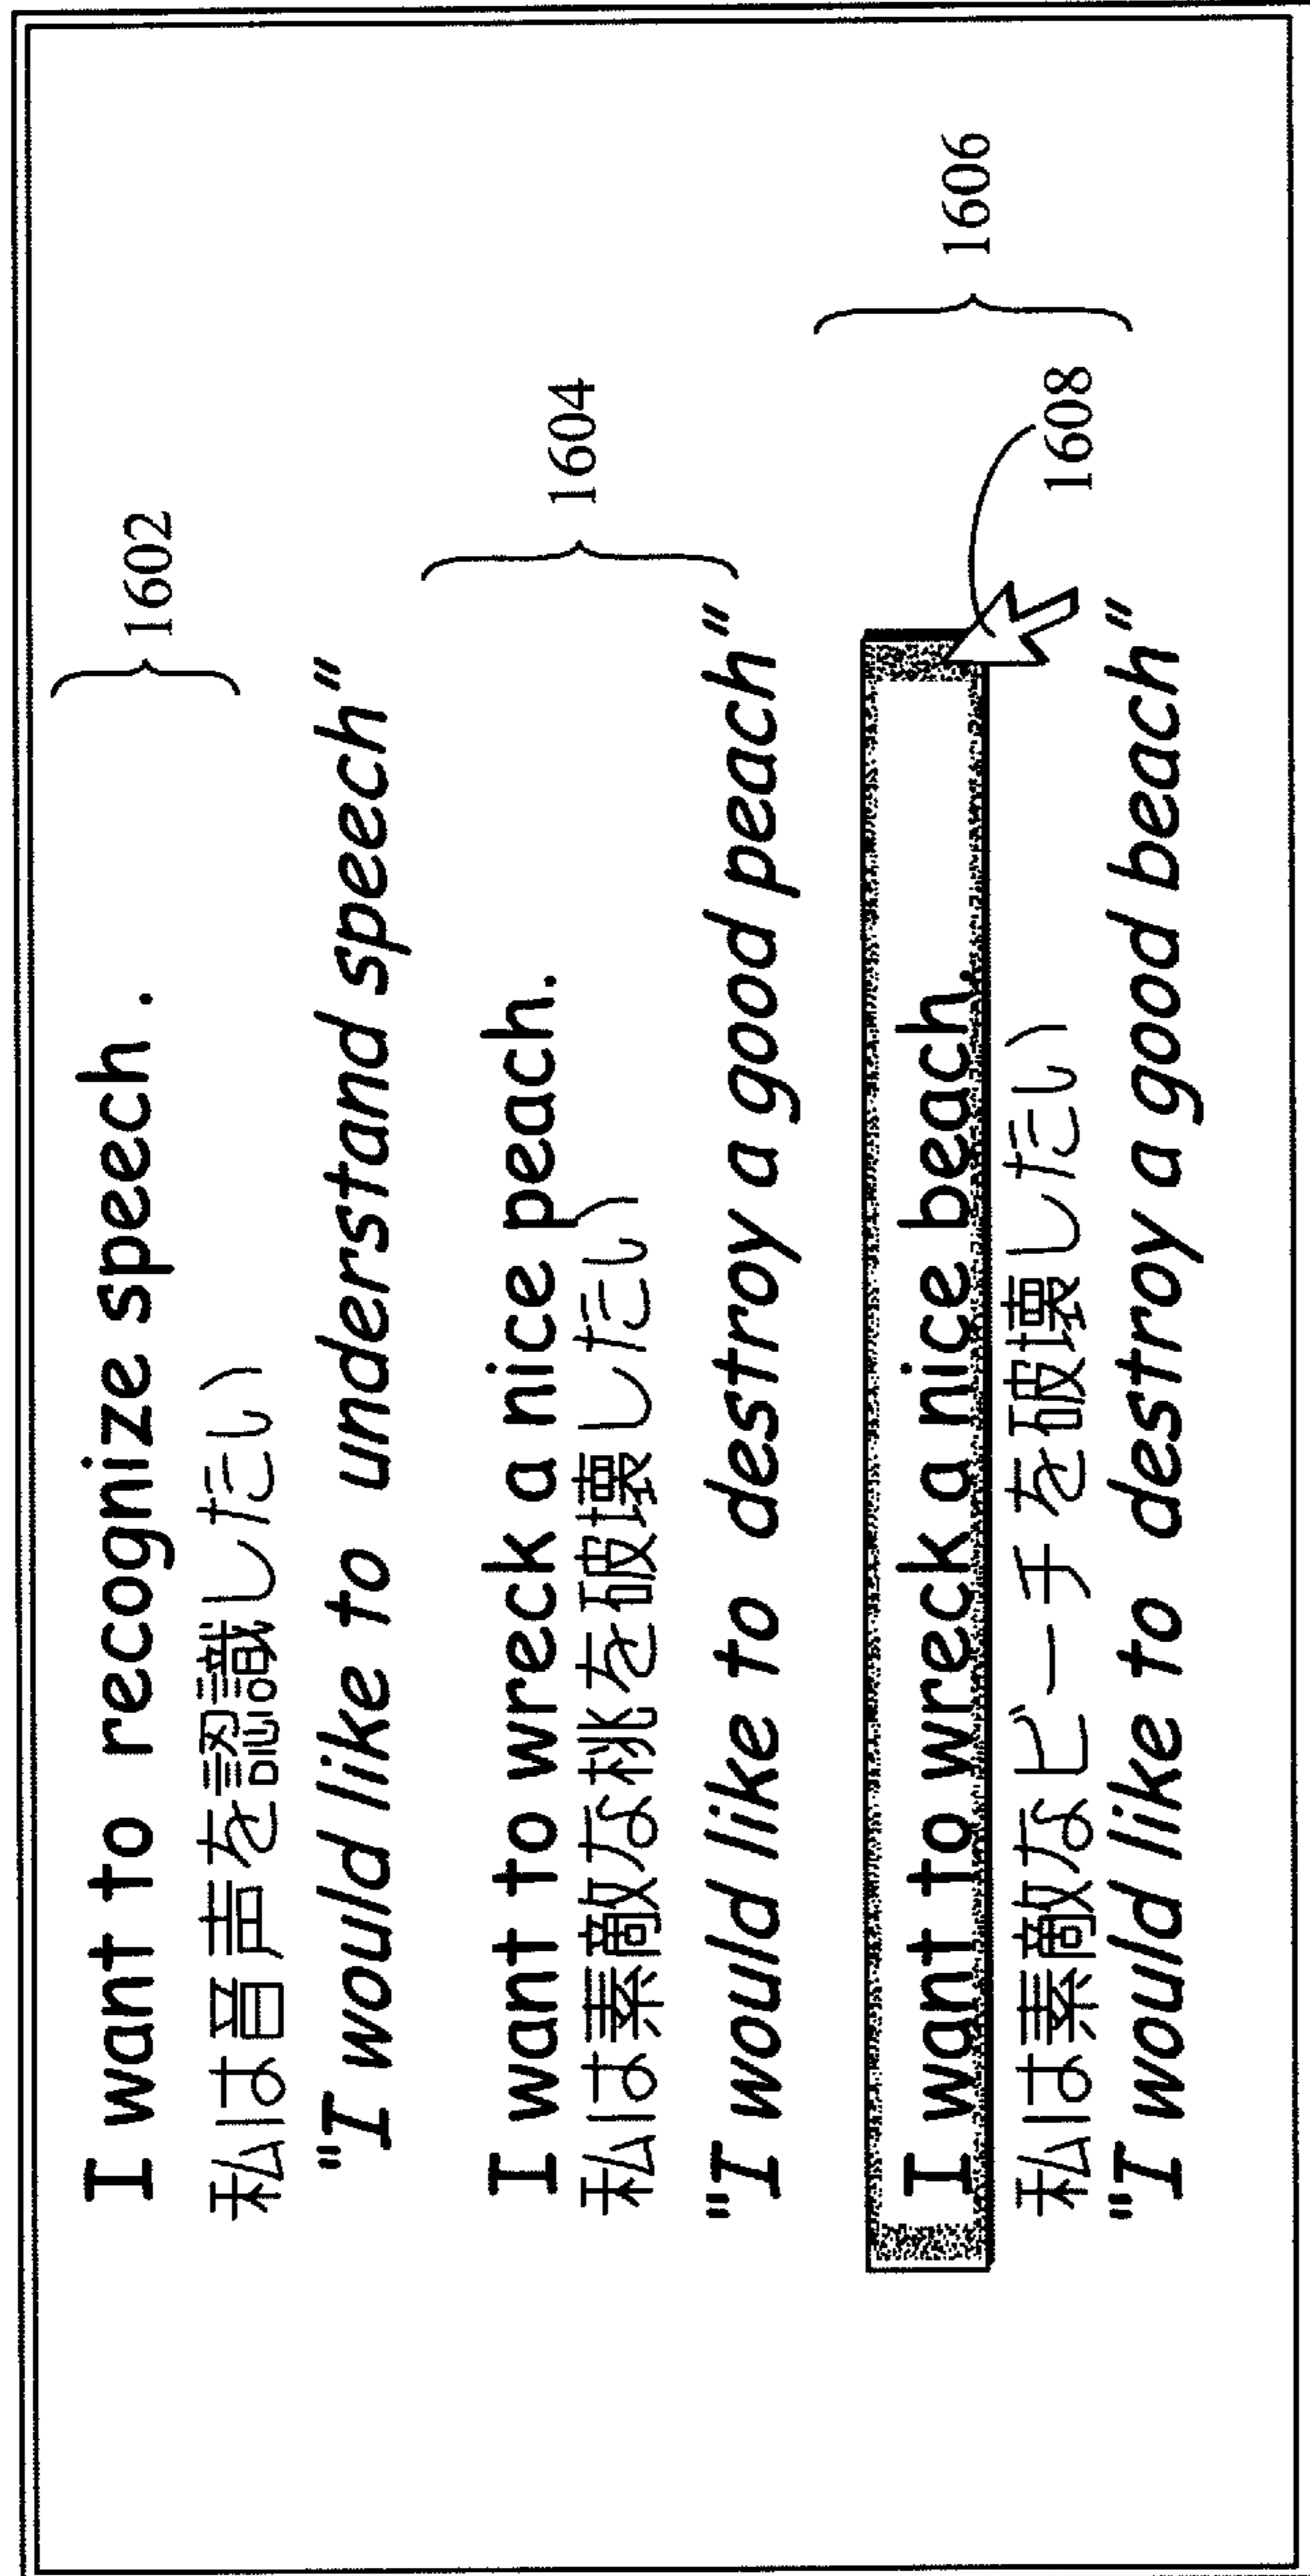 I want to recognize speech .
1602
私は音声を認識したい
"I would like to understand speech"
I want to wreck a nice peach.
1604
私は素敵な桃を破壊したい
"I would like to destroy a good peach"
I want to wreck a nice beach.
1606
私は素敵なビーチを破壊したい
1608
"I would like to destroy a good beach"